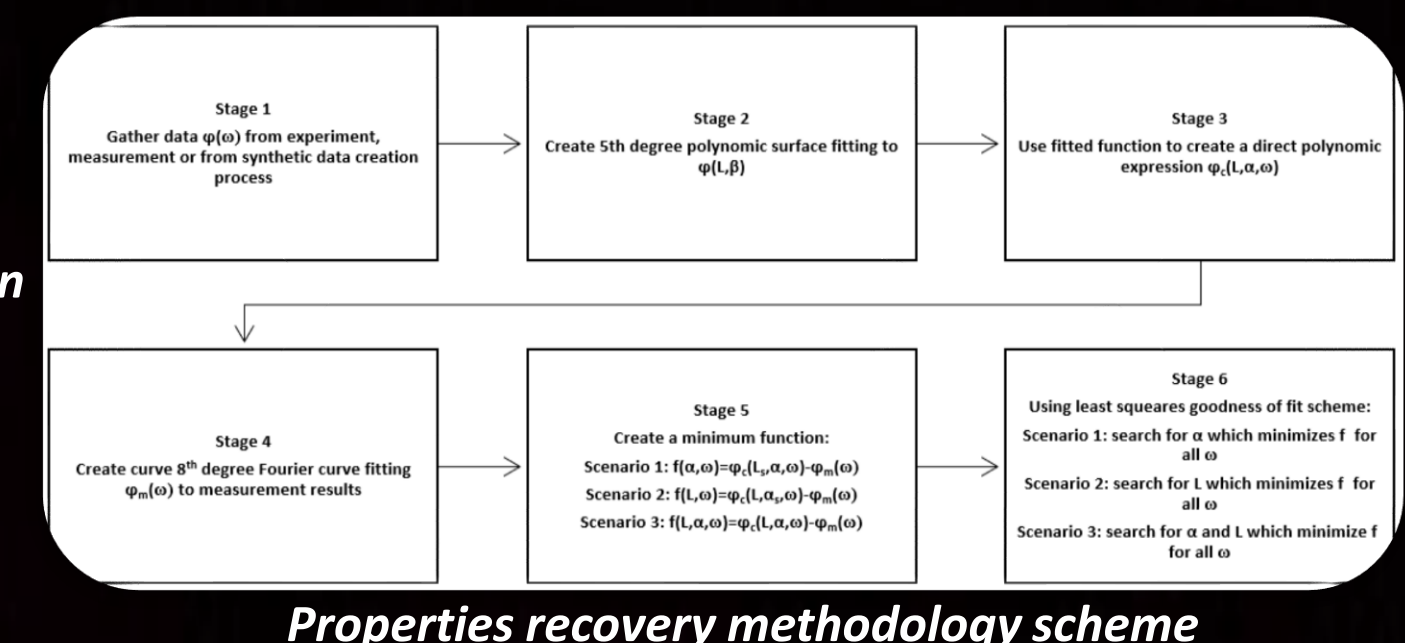 Stage 1
Gather data φ(ω) from experiment,
measurement or from synthetic data creation
process
Stage 2
Create 5th degree polynomic surface fitting to
φ(L,β)
Stage 3
Use fitted function to create a direct polynomic
expression φc(L,α,ω)
Stage 4
Create curve 8th degree Fourier curve fitting
φm(ω) to measurement results
Stage 5
Create a minimum function:
Scenario 1: f(α,ω)=φc(Ls,α,ω)-φm(ω)
Scenario 2: f(L,ω)=φc(L,αs,ω)-φm(ω)
Scenario 3: f(L,α,ω)=φc(L,α,ω)-φm(ω)
Stage 6
Using least squeares goodness of fit scheme:
Scenario 1: search for α which minimizes f for
all ω
Scenario 2: search for L which minimizes f for
all ω
Scenario 3: search for α and L which minimize f
for all ω
Properties recovery methodology scheme